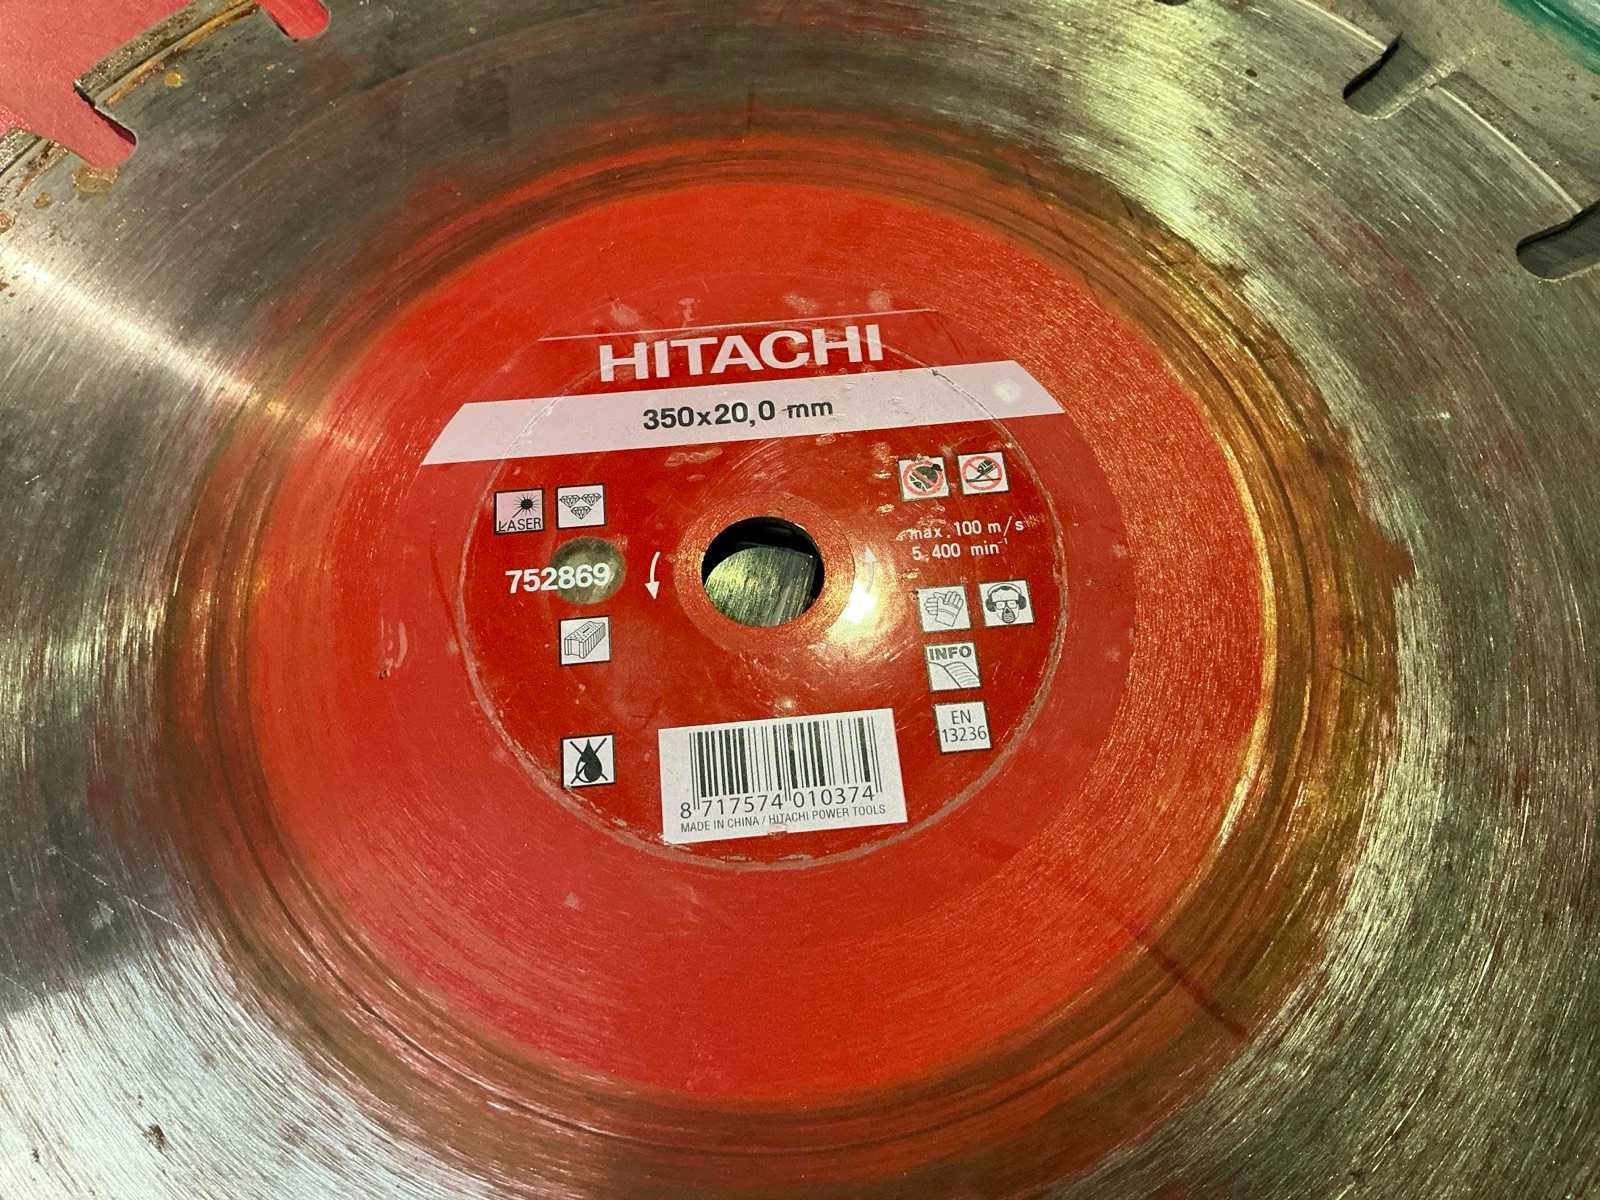 HITACHI
350x20,0 mm
LASER
max. 100 m/s
5.400 min⁻¹
752869
INFO
EN
13236
8 717574 010374
MADE IN CHINA / HITACHI POWER TOOLS